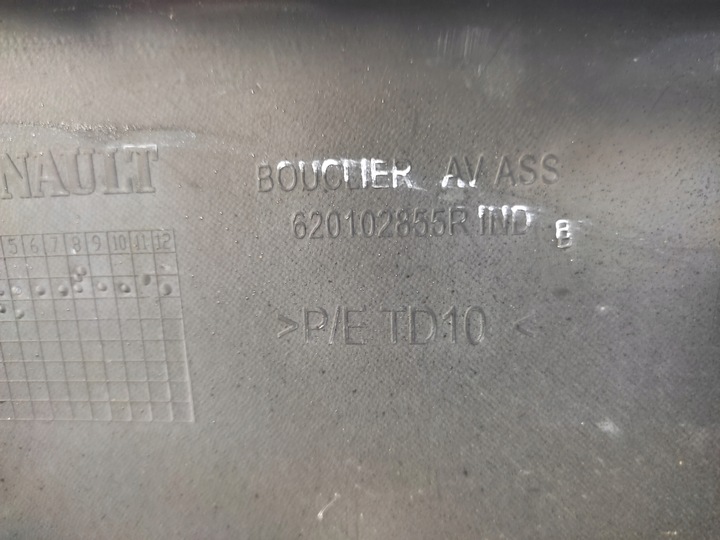 NAULT
BOUCLIER AV ASS
620102855R IND B
5 6 7 8 9 10 11 12
>P/E TD10 <